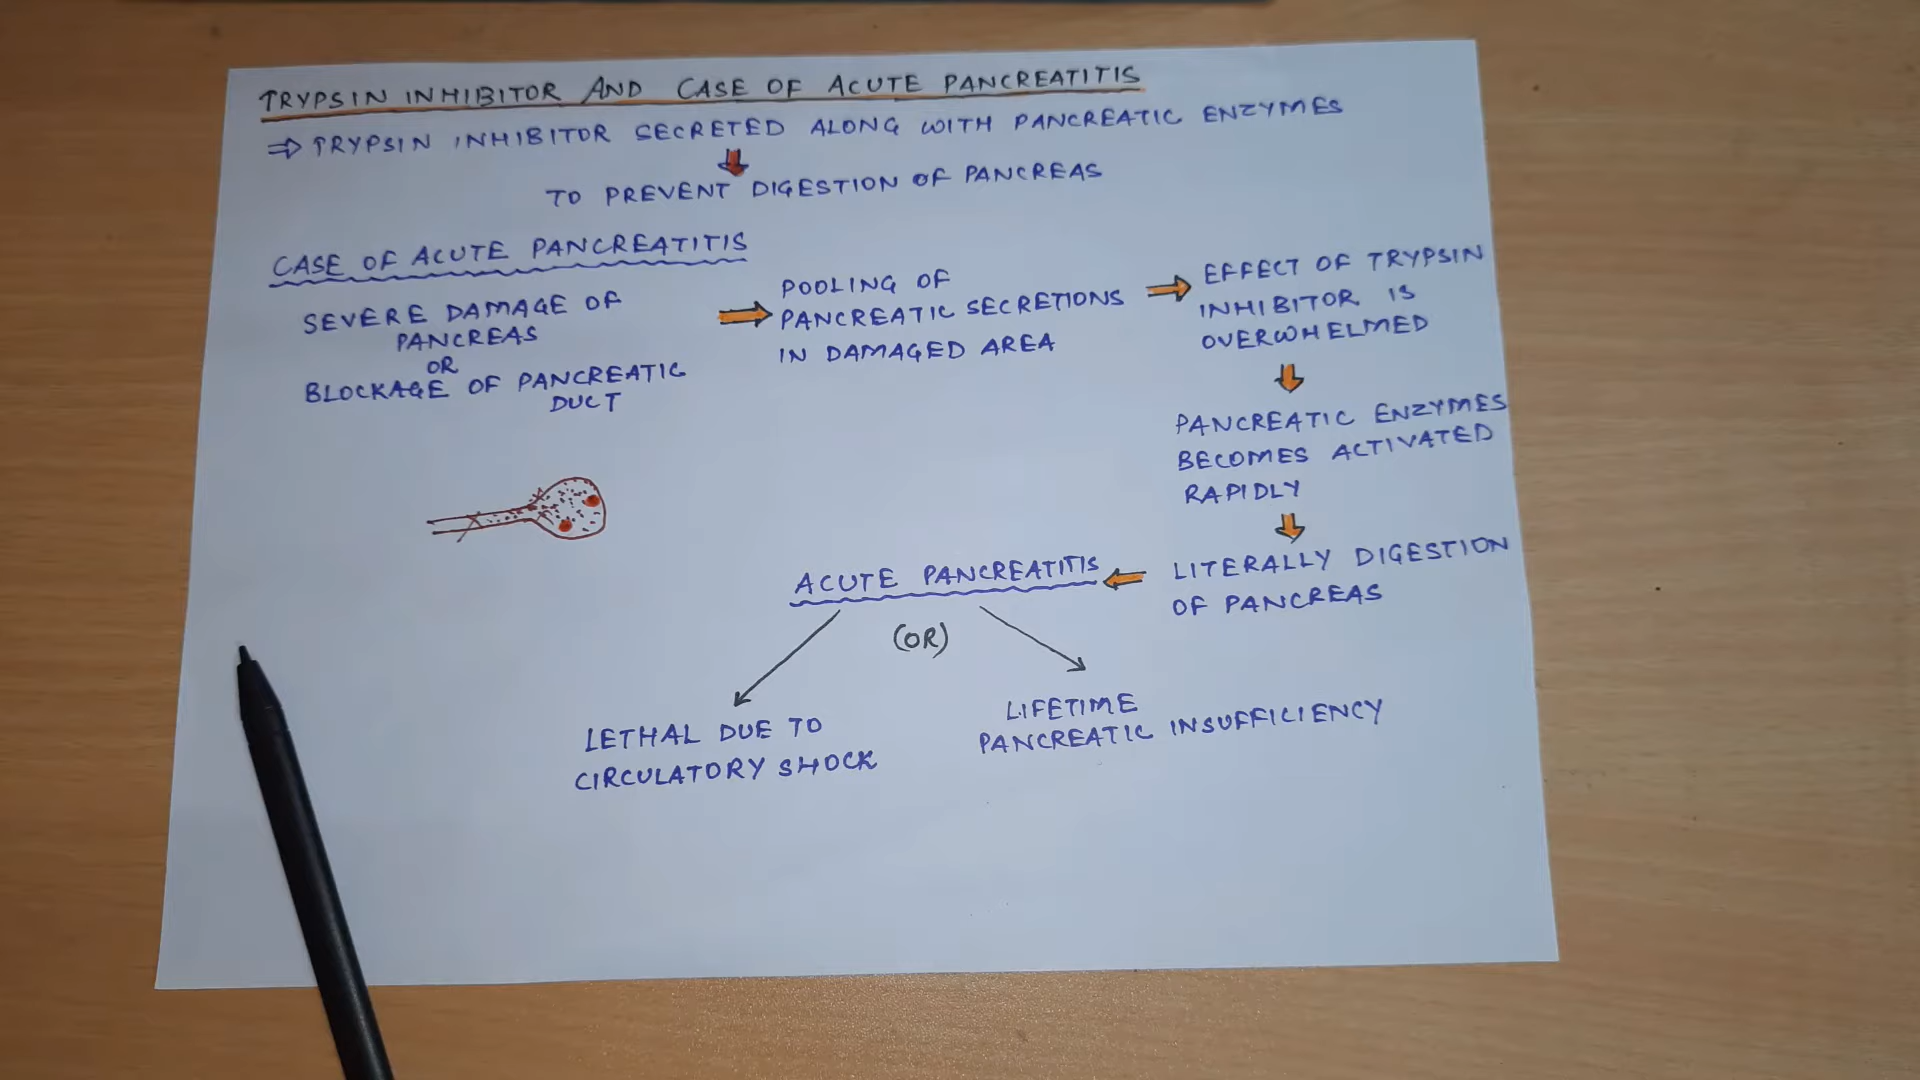 TRYPSIN INHIBITOR AND CASE OF ACUTE PANCREATITIS
⇒ TRYPSIN INHIBITOR SECRETED ALONG WITH PANCREATIC ENZYMES
TO PREVENT DIGESTION OF PANCREAS
CASE OF ACUTE PANCREATITIS
SEVERE DAMAGE OF
PANCREAS
OR
BLOCKAGE OF PANCREATIC
DUCT
POOLING OF
PANCREATIC SECRETIONS
IN DAMAGED AREA
EFFECT OF TRYPSIN
INHIBITOR IS
OVERWHELMED
PANCREATIC ENZYMES
BECOMES ACTIVATED
RAPIDLY
LITERALLY DIGESTION
OF PANCREAS
ACUTE PANCREATITIS
(OR)
LETHAL DUE TO
CIRCULATORY SHOCK
LIFETIME
PANCREATIC INSUFFICIENCY